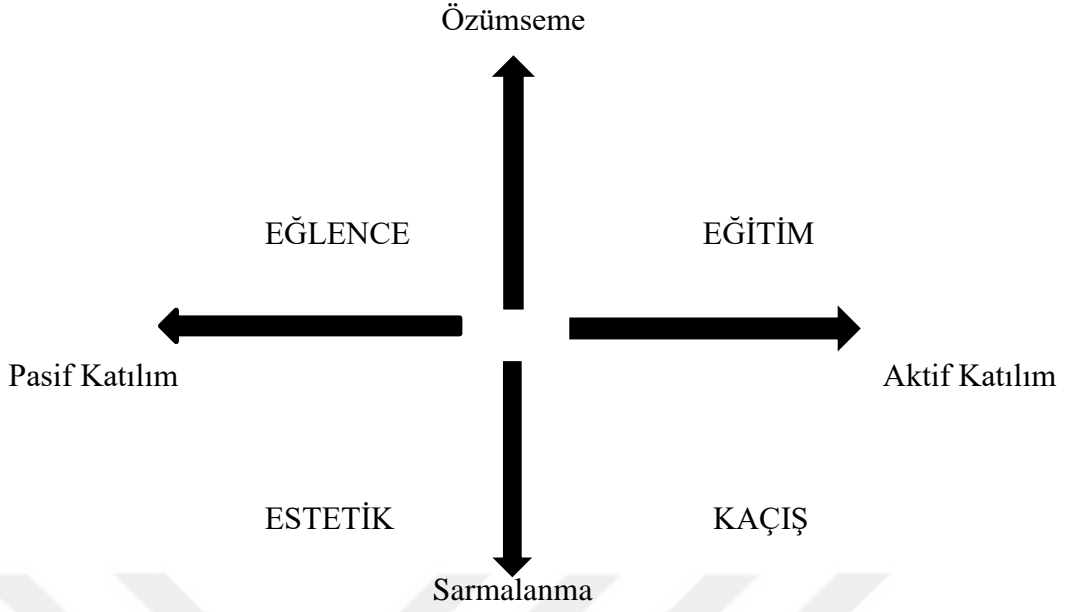 Özümseme
EĞLENCE EĞİTİM
Pasif Katılım Aktif Katılım
ESTETİK KAÇIŞ
Sarmalanma